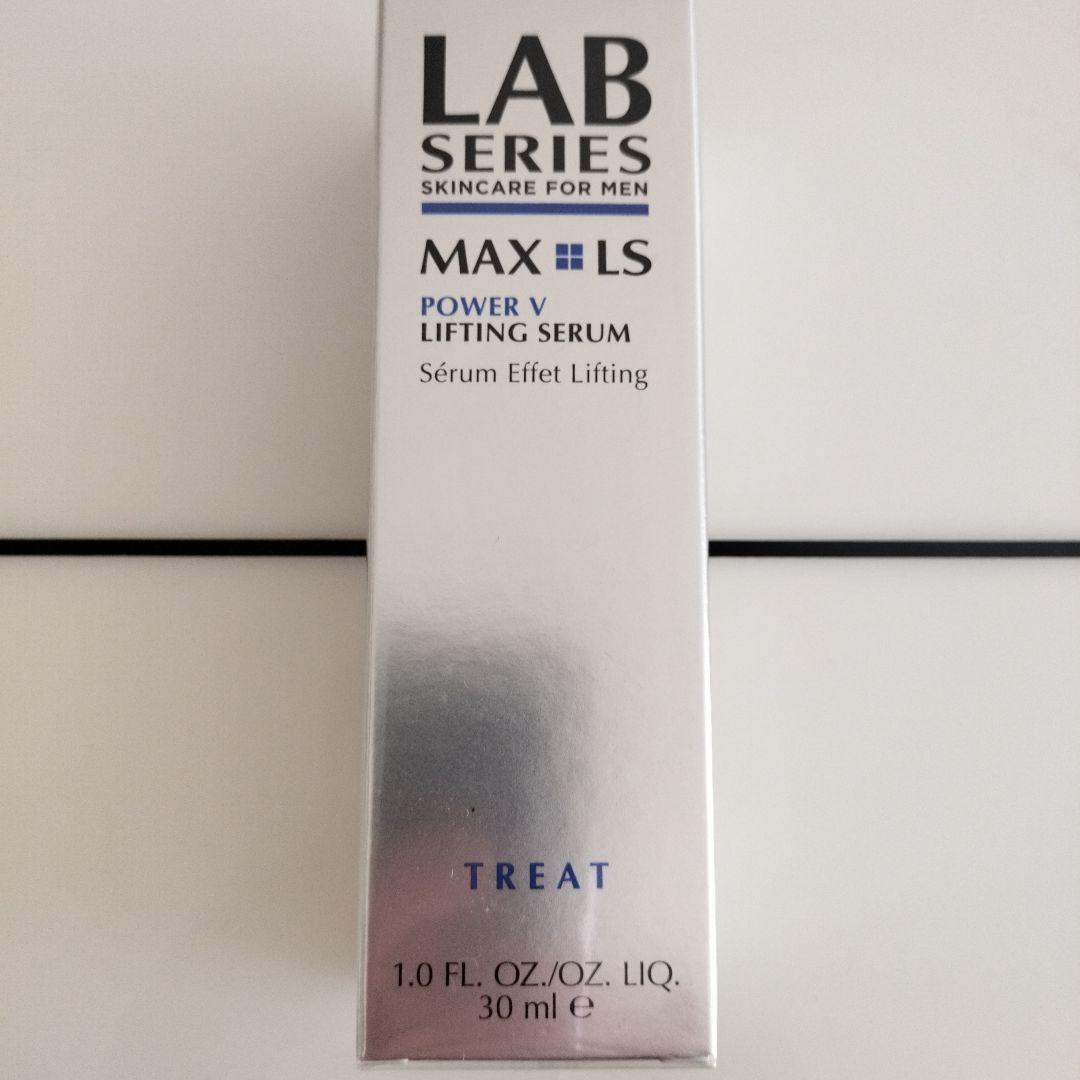 LAB
SERIES
SKINCARE FOR MEN
MAX LS
POWER V
LIFTING SERUM
Sérum Effet Lifting
TREAT
1.0 FL. OZ./OZ. LIQ.
30 ml ℮